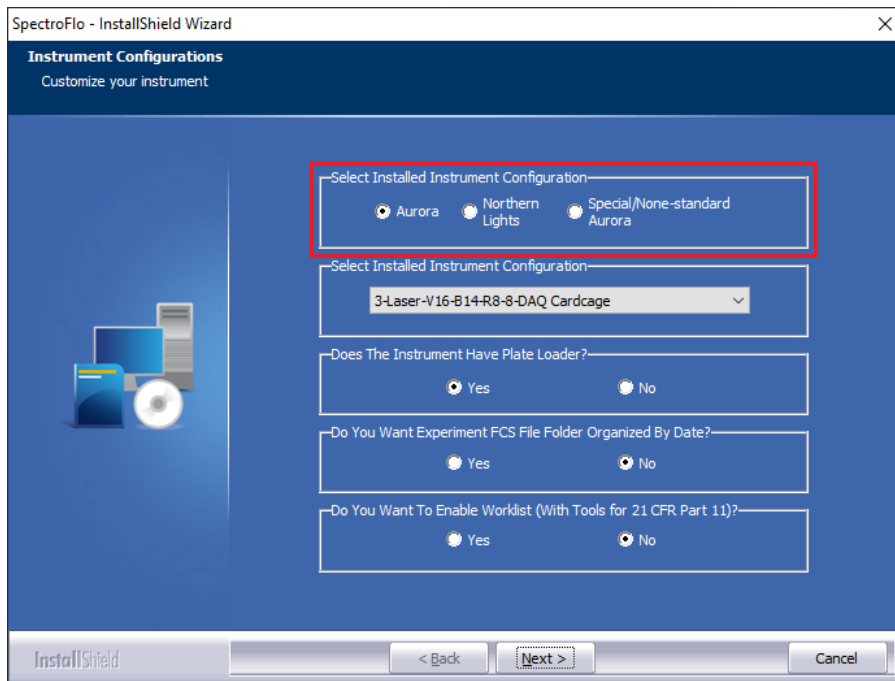 SpectroFlo - InstallShield Wizard
Instrument Configurations
Customize your instrument
Select Installed Instrument Configuration
Aurora
Northern
Lights
Special/None-standard
Aurora
Select Installed Instrument Configuration
3-Laser-V16-B14-R8-8-DAQ Cardcage
Does The Instrument Have Plate Loader?
Yes No
Do You Want Experiment FCS File Folder Organized By Date?
Yes No
Do You Want To Enable Worklist (With Tools for 21 CFR Part 11)?
Yes No
InstallShield
< Back Next > Cancel